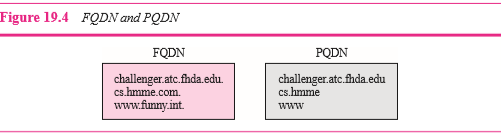 Figure 19.4 FQDN and PQDN
FQDN
challenger.atc.fhda.edu.
cs.hmme.com.
www.funny.int.
PQDN
challenger.atc.fhda.edu
cs.hmme
www